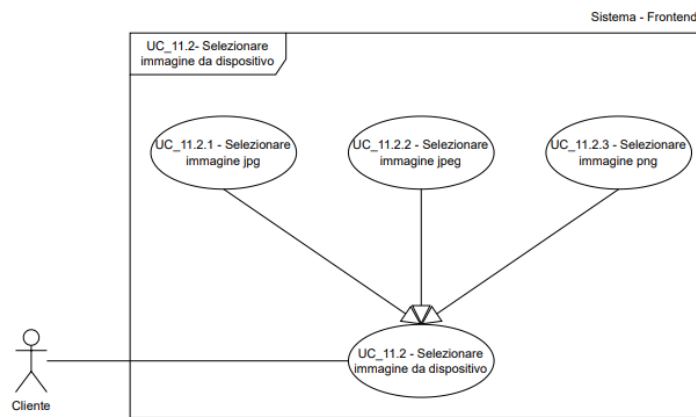 Sistema - Frontend
UC_11.2- Selezionare
immagine da dispositivo
UC_11.2.1 - Selezionare
immagine jpg
UC_11.2.2 - Selezionare
immagine jpeg
UC_11.2.3 - Selezionare
immagine png
UC_11.2 - Selezionare
immagine da dispositivo
Cliente